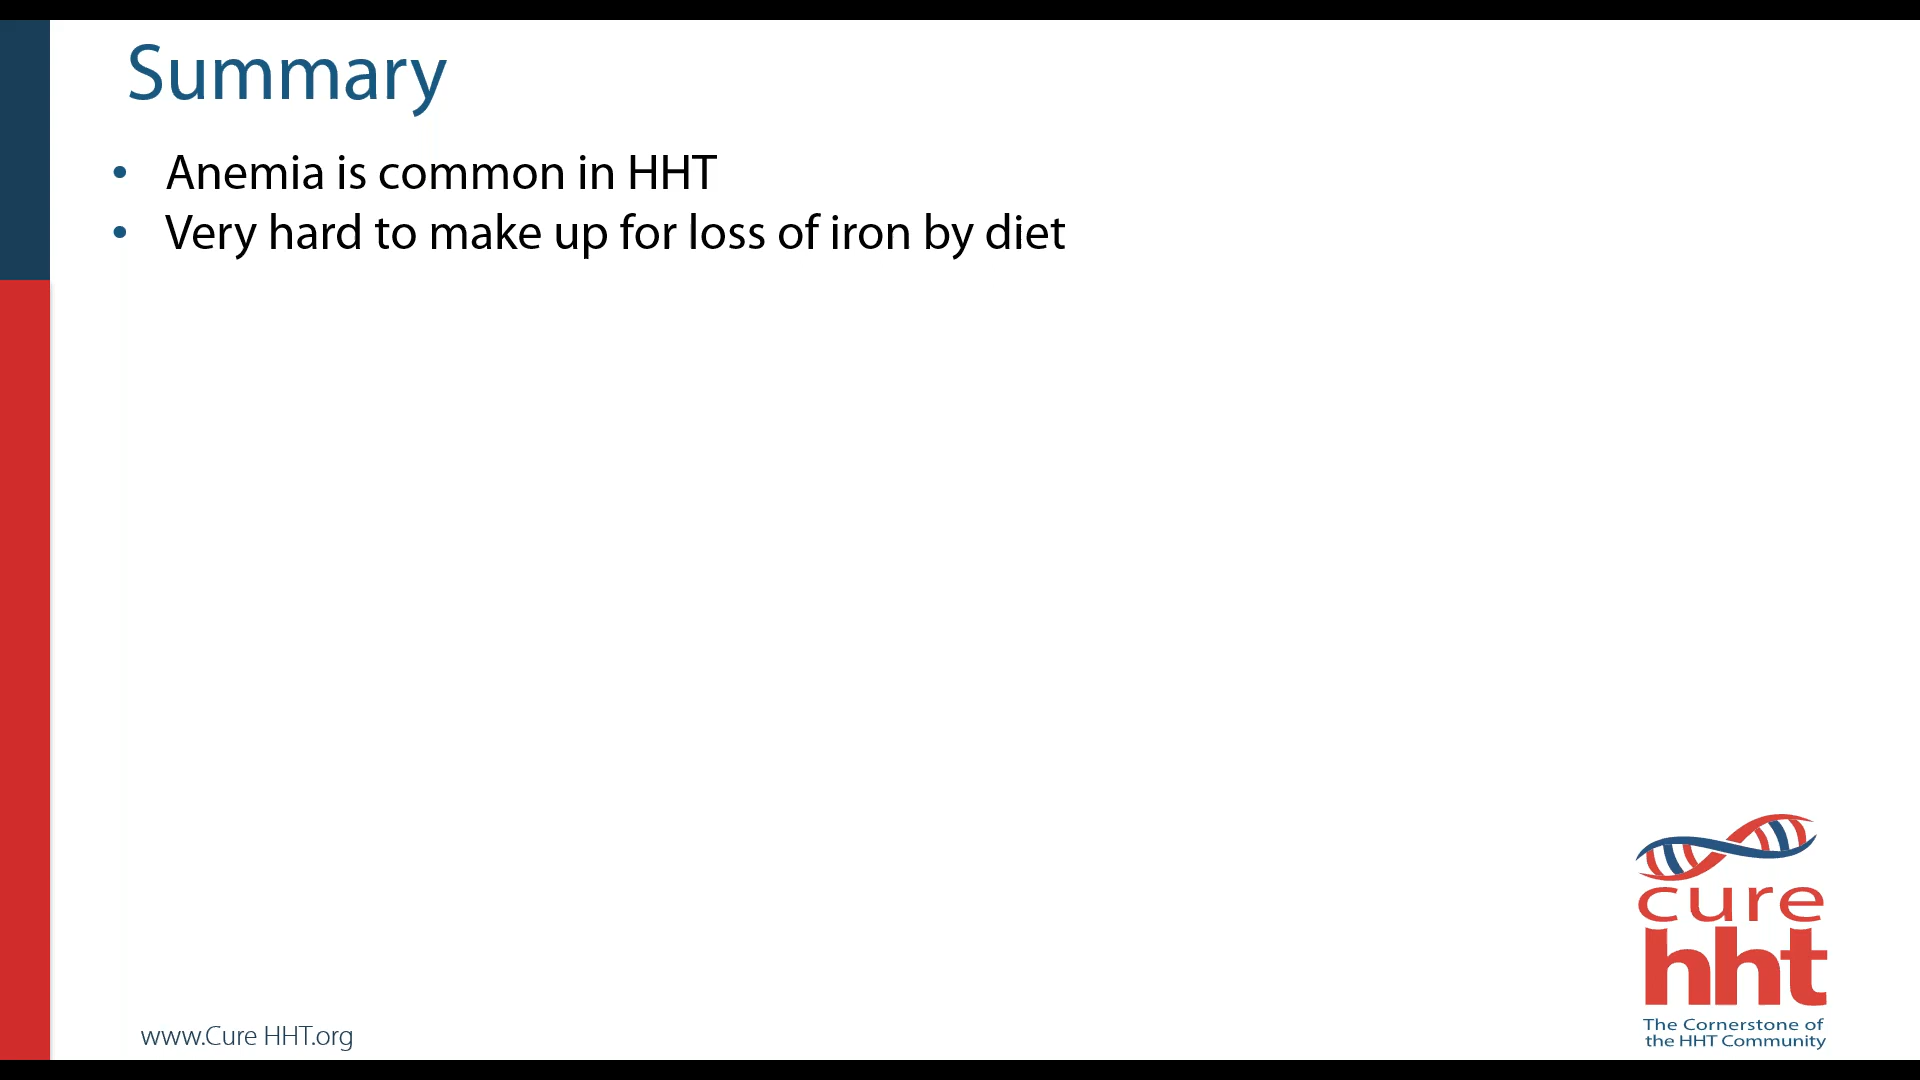 Summary
• Anemia is common in HHT
• Very hard to make up for loss of iron by diet
cure
hht
The Cornerstone of
the HHT Community
www.Cure HHT.org